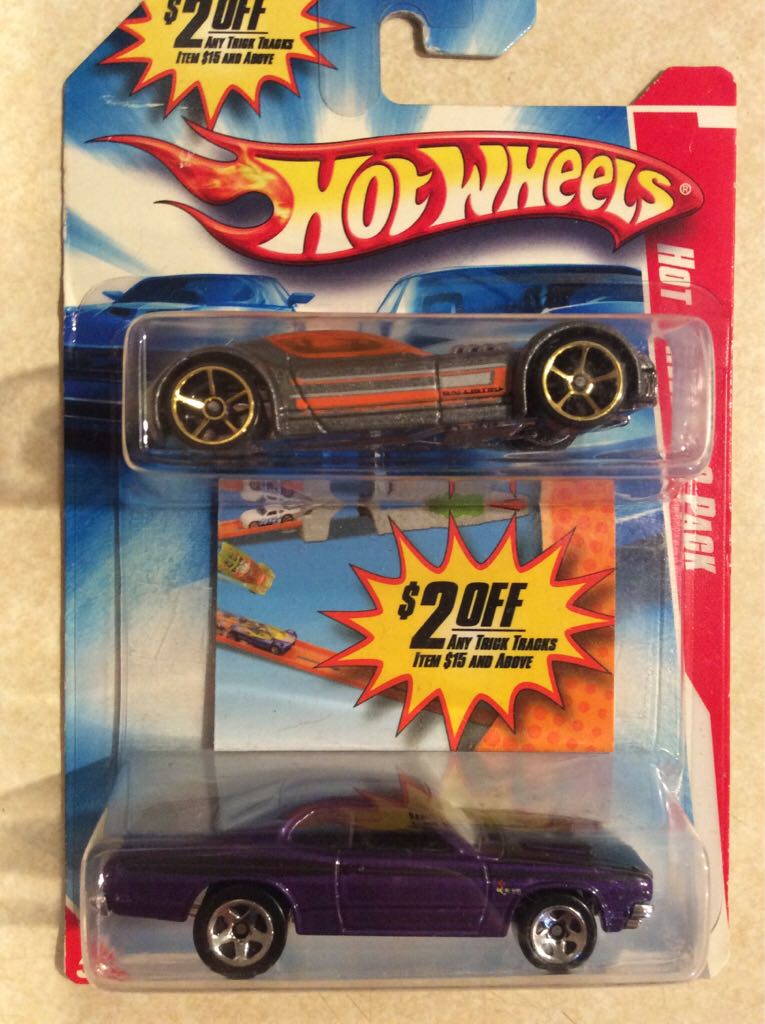 $2 OFF
ANY TRICK TRACKS
ITEM $15 AND ABOVE
HOT WHEELS®
HOT
PACK
$2 OFF
ANY TRICK TRACKS
ITEM $15 AND ABOVE